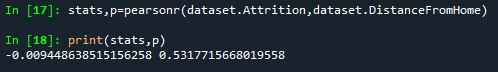 In [17]: stats,p=pearsonr(dataset.Attrition,dataset.DistanceFromHome)
In [18]: print(stats,p)
-0.009448638515156258 0.5317715668019558